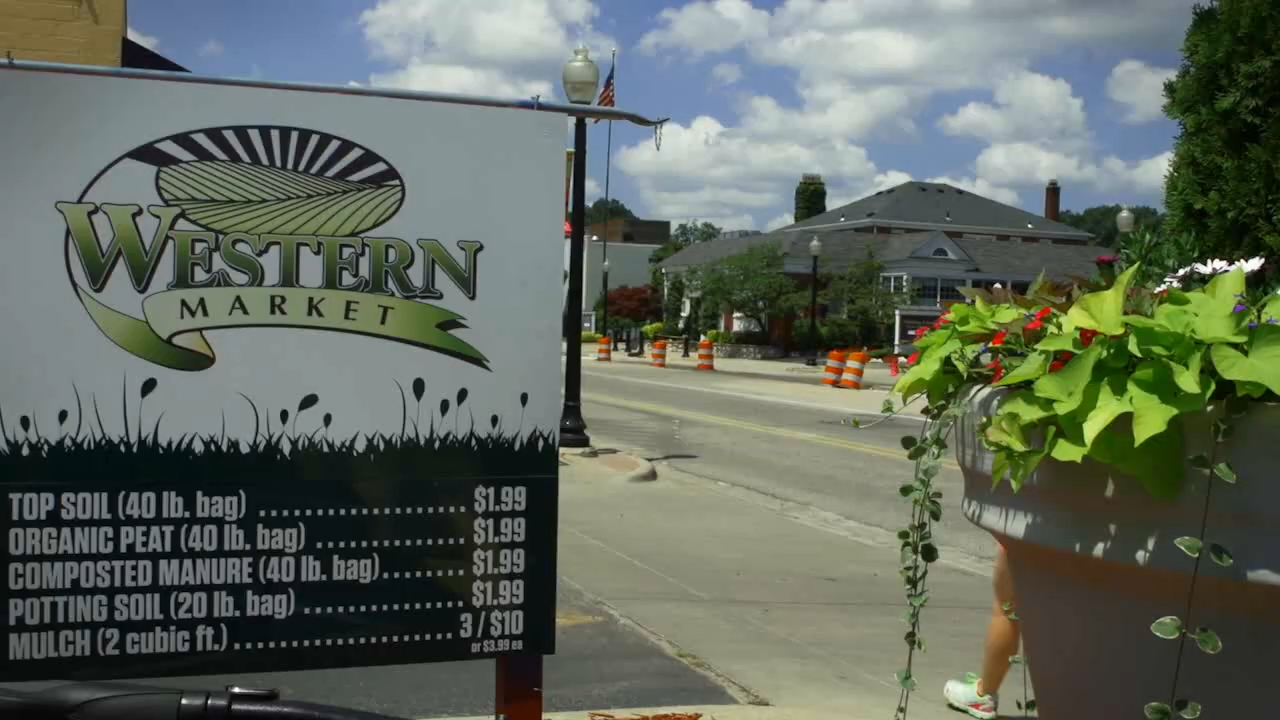 WESTERN
MARKET
TOP SOIL (40 lb. bag) ........................ $1.99
ORGANIC PEAT (40 lb. bag) ................. $1.99
COMPOSTED MANURE (40 lb. bag)......... $1.99
POTTING SOIL (20 lb. bag) .................. $1.99
MULCH (2 cubic ft.) ......................... 3 / $10
or $3.99 ea